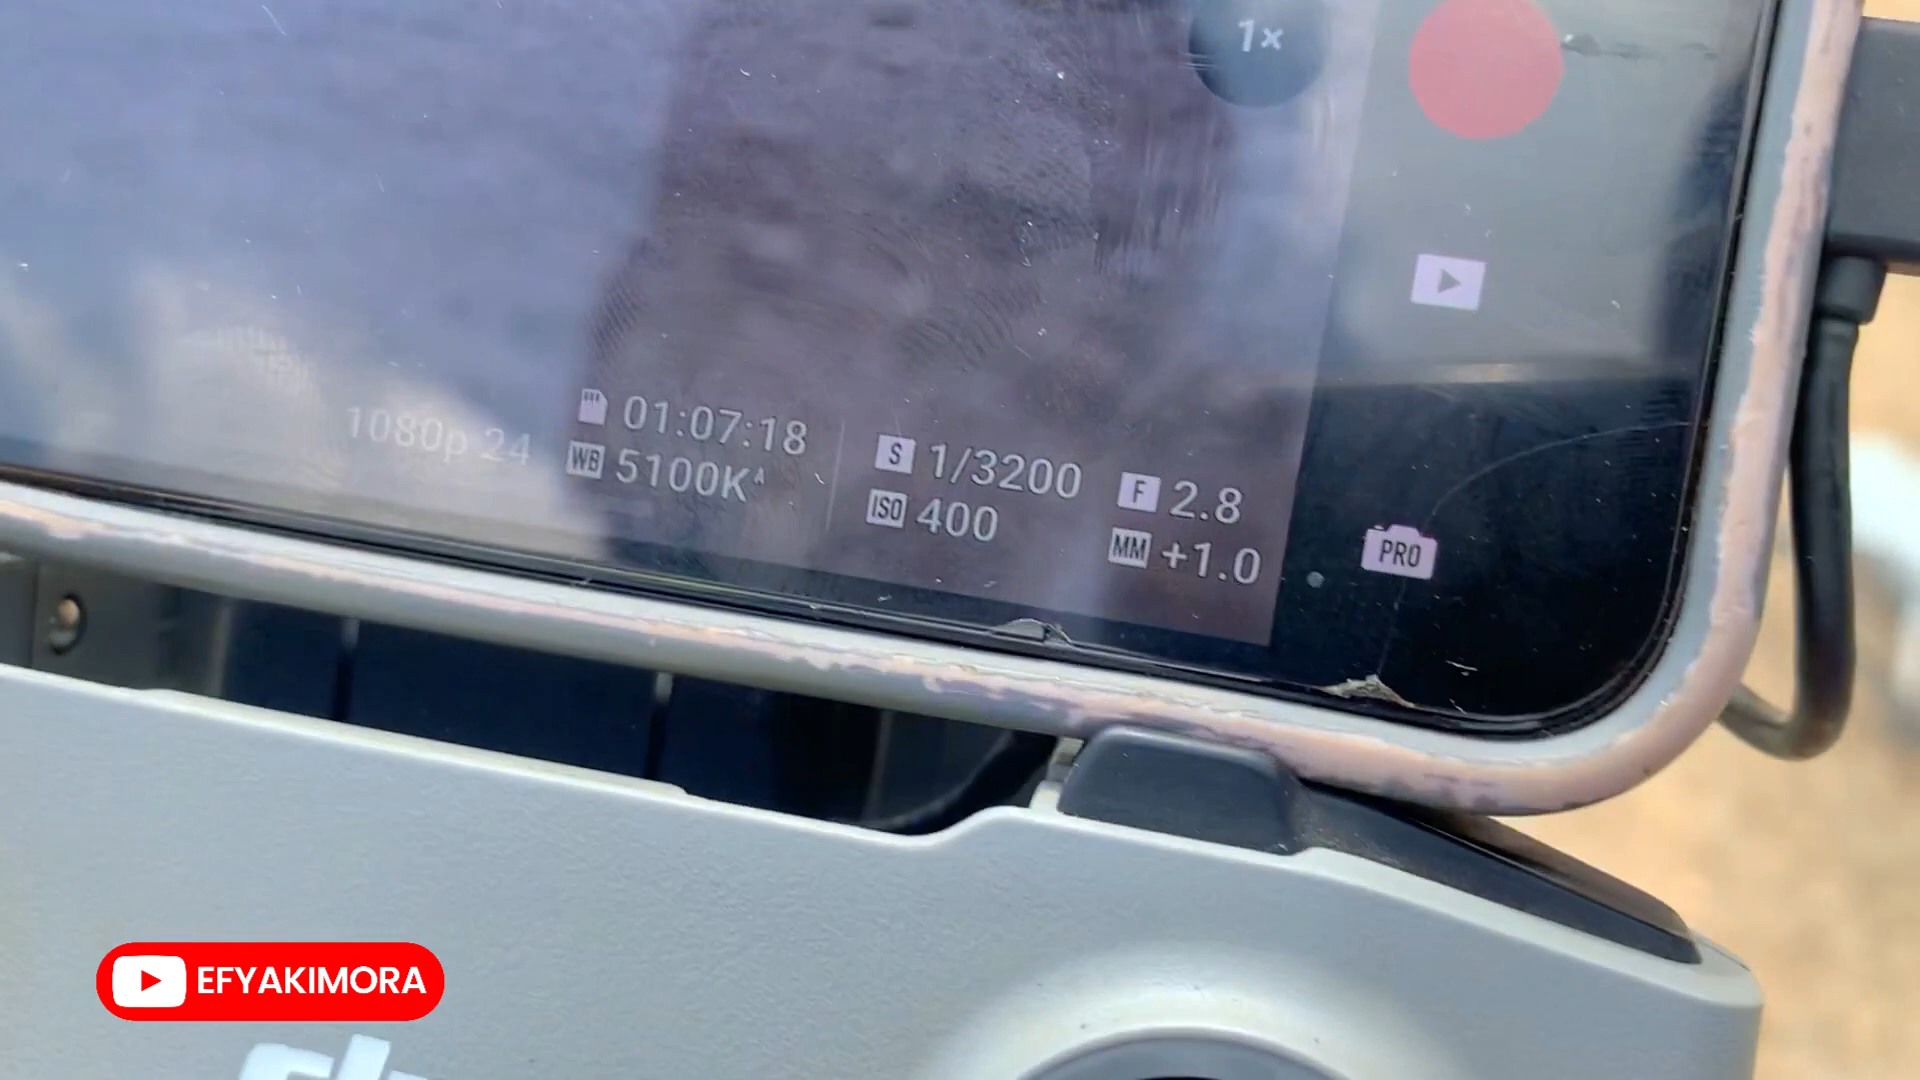 1×
1080p 24
01:07:18
WB 5100K A
S 1/3200
ISO 400
F 2.8
MM +1.0
PRO
EFYAKIMORA